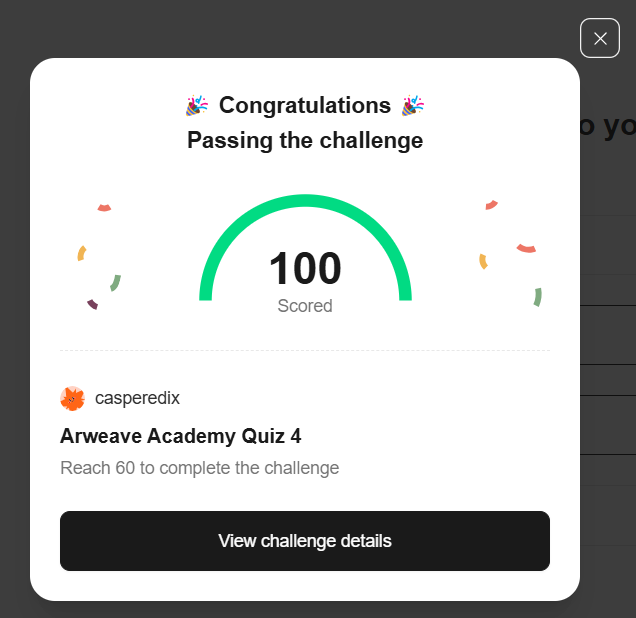 🎉 Congratulations 🎉
Passing the challenge
100
Scored
casperedix
Arweave Academy Quiz 4
Reach 60 to complete the challenge
View challenge details
o yo